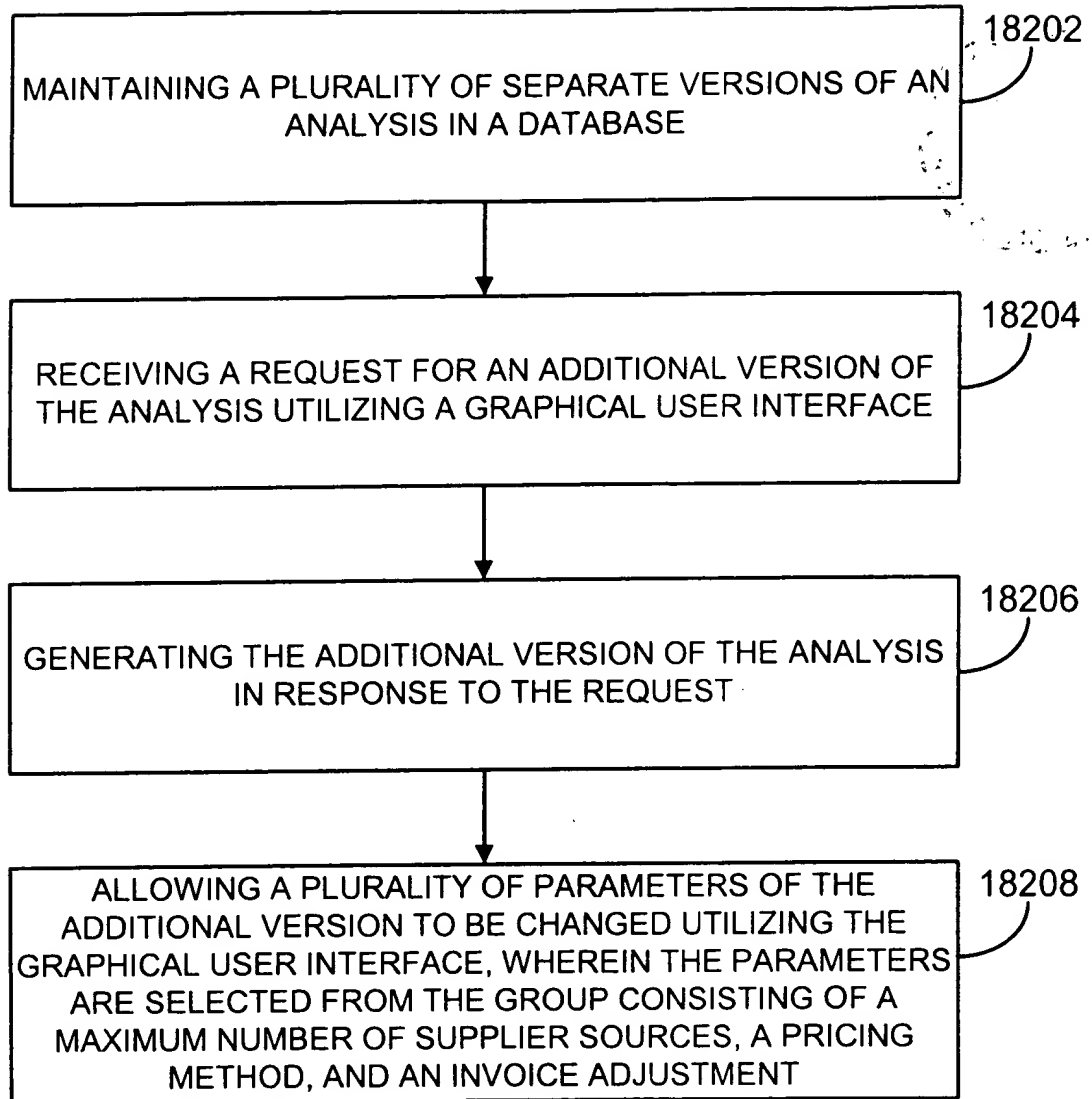 18202
MAINTAINING A PLURALITY OF SEPARATE VERSIONS OF AN
ANALYSIS IN A DATABASE
18204
RECEIVING A REQUEST FOR AN ADDITIONAL VERSION OF
THE ANALYSIS UTILIZING A GRAPHICAL USER INTERFACE
18206
GENERATING THE ADDITIONAL VERSION OF THE ANALYSIS
IN RESPONSE TO THE REQUEST
18208
ALLOWING A PLURALITY OF PARAMETERS OF THE
ADDITIONAL VERSION TO BE CHANGED UTILIZING THE
GRAPHICAL USER INTERFACE, WHEREIN THE PARAMETERS
ARE SELECTED FROM THE GROUP CONSISTING OF A
MAXIMUM NUMBER OF SUPPLIER SOURCES, A PRICING
METHOD, AND AN INVOICE ADJUSTMENT